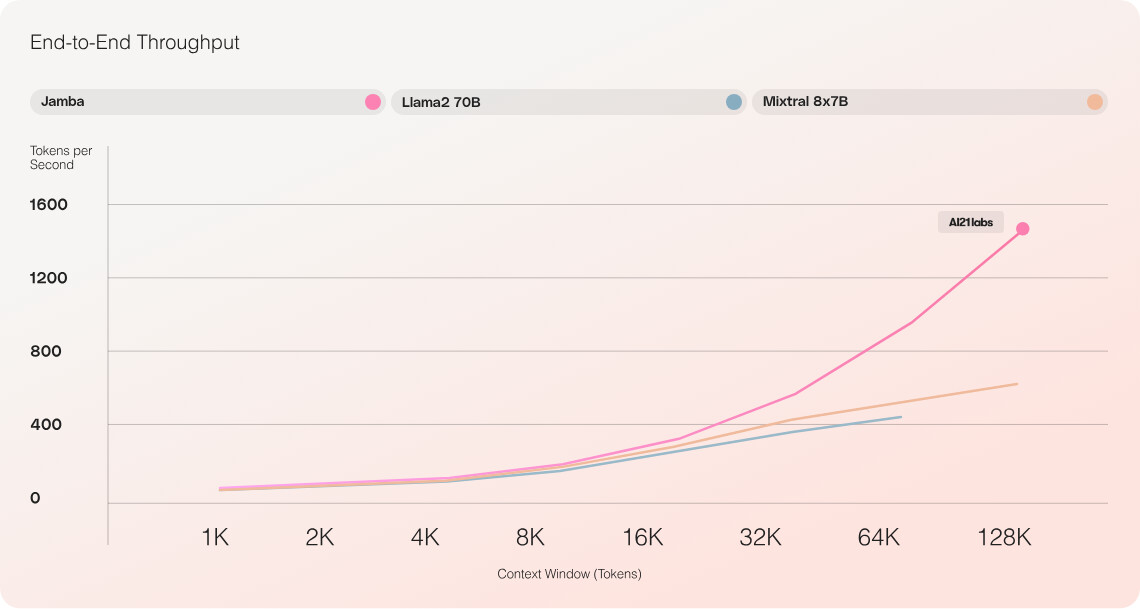 End-to-End Throughput
Jamba
Llama2 70B
Mixtral 8x7B
Tokens per
Second
1600
AI21labs
1200
800
400
0
1K 2K 4K 8K 16K 32K 64K 128K
Context Window (Tokens)